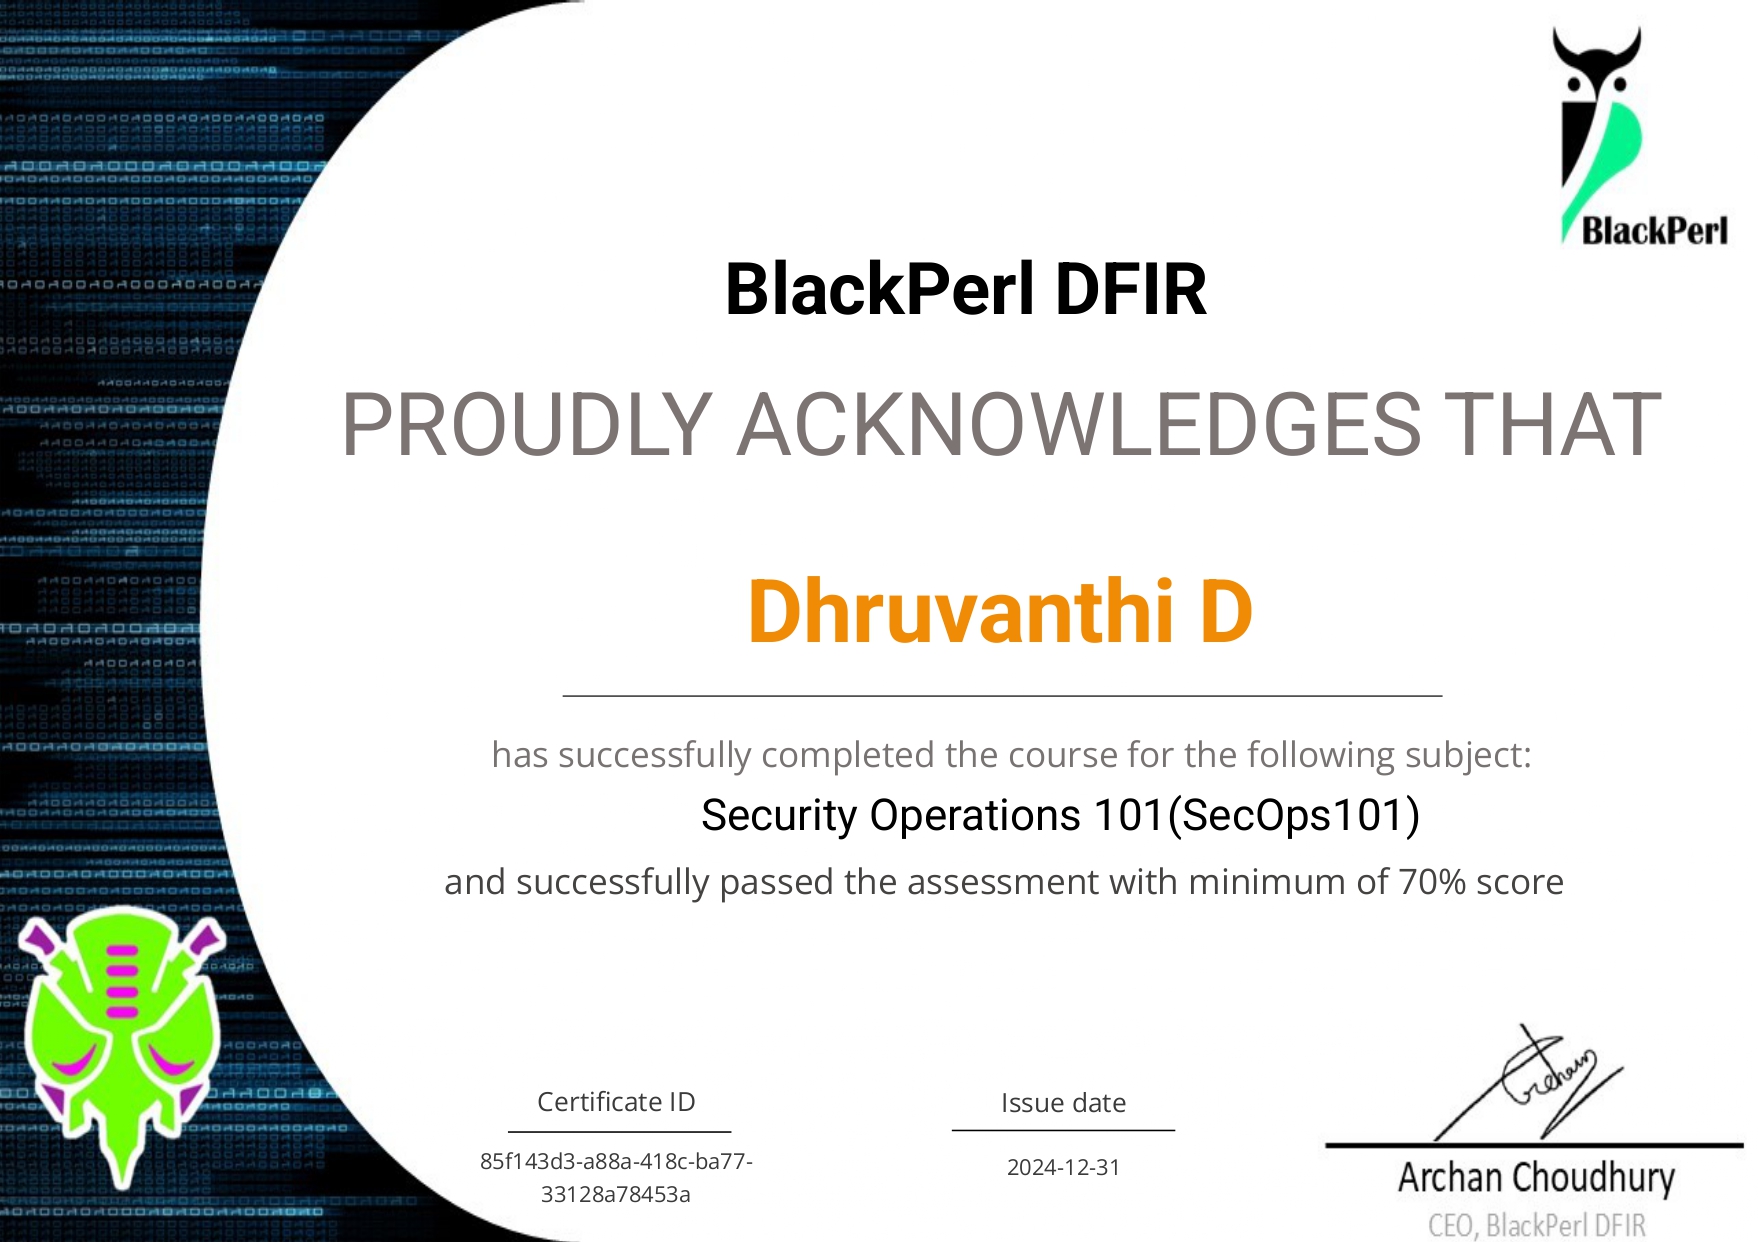 BlackPerl
BlackPerl DFIR
PROUDLY ACKNOWLEDGES THAT
Dhruvanthi D
has successfully completed the course for the following subject:
Security Operations 101(SecOps101)
and successfully passed the assessment with minimum of 70% score
Certificate ID
85f143d3-a88a-418c-ba77-
33128a78453a
Issue date
2024-12-31
Archan Choudhury
CEO, BlackPerl DFIR